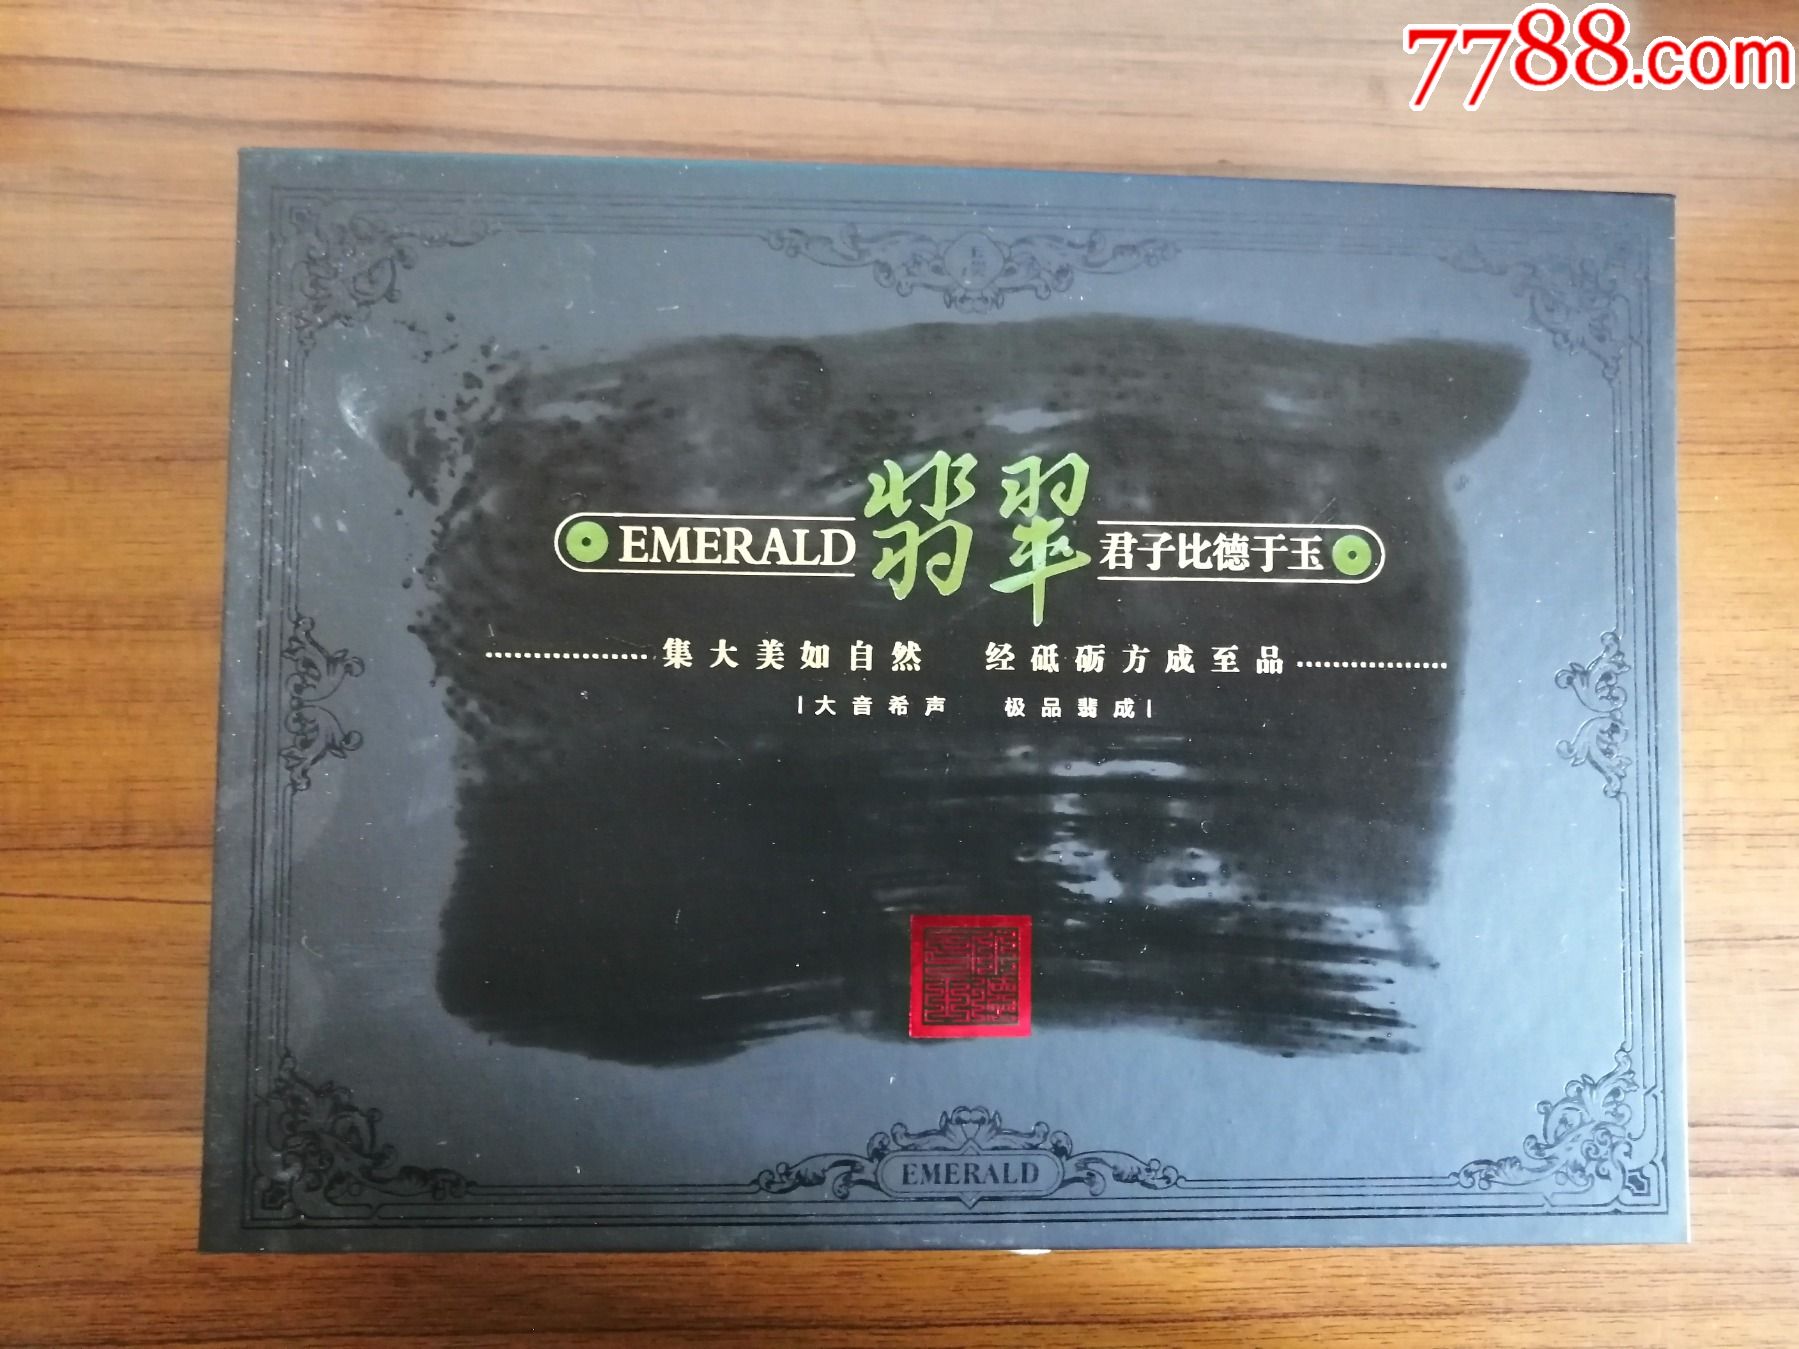 7788.com
EMERALD 翡翠 君子比德于玉
集大美如自然 经砥砺方成至品
大音希声 极品翡成
EMERALD